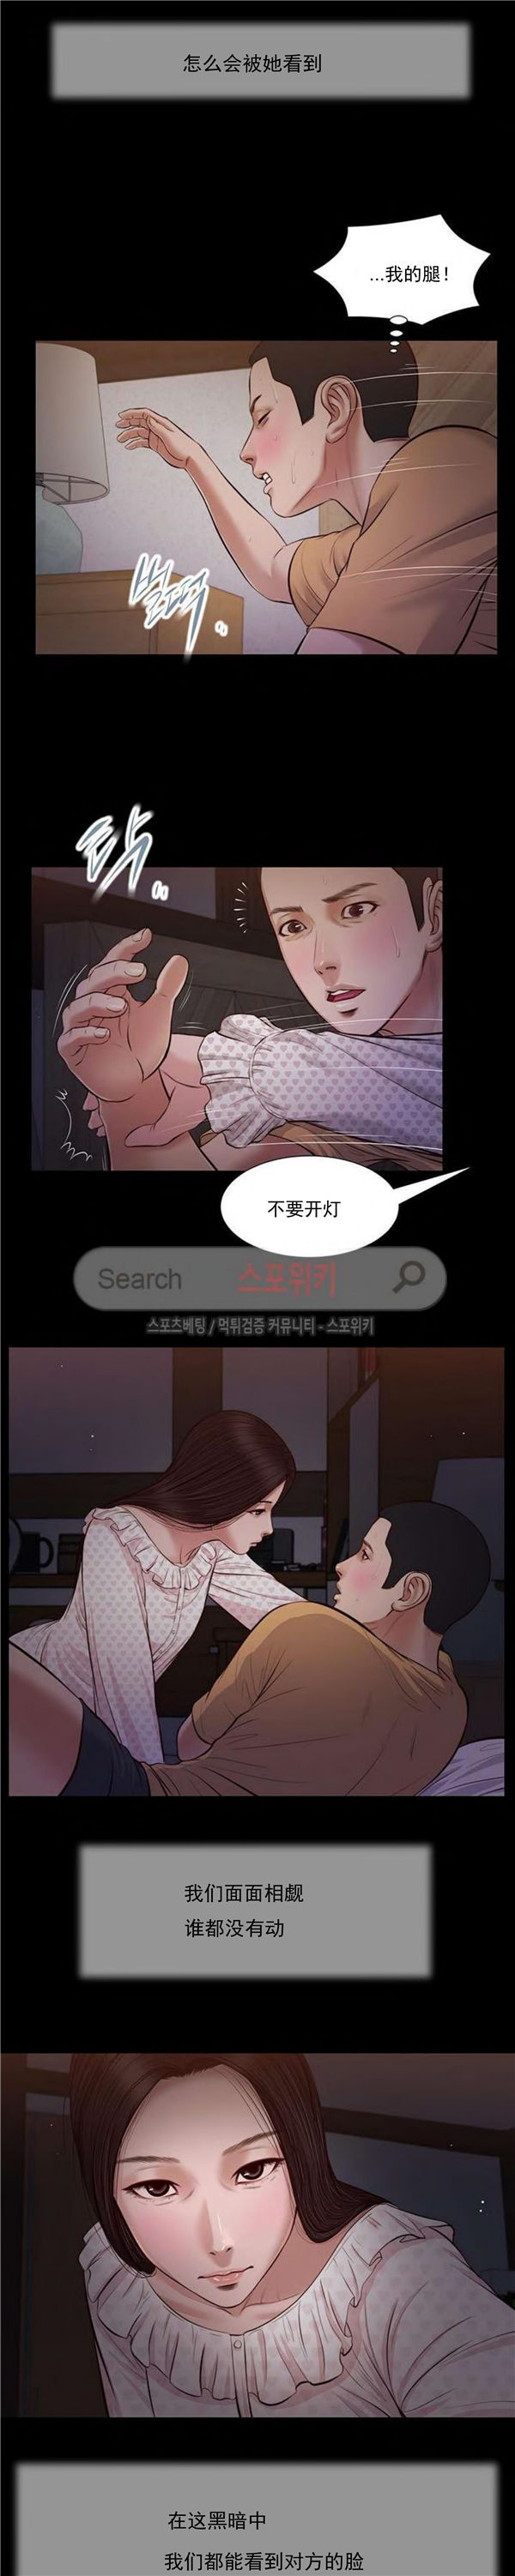 怎么会被她看到
...我的腿!
벌떡..
탁..
不要开灯
Search 스포위키
스포츠베팅 / 먹튀검증 커뮤니티 - 스포위키
我们面面相觑
谁都没有动
在这黑暗中
我们都能看到对方的脸